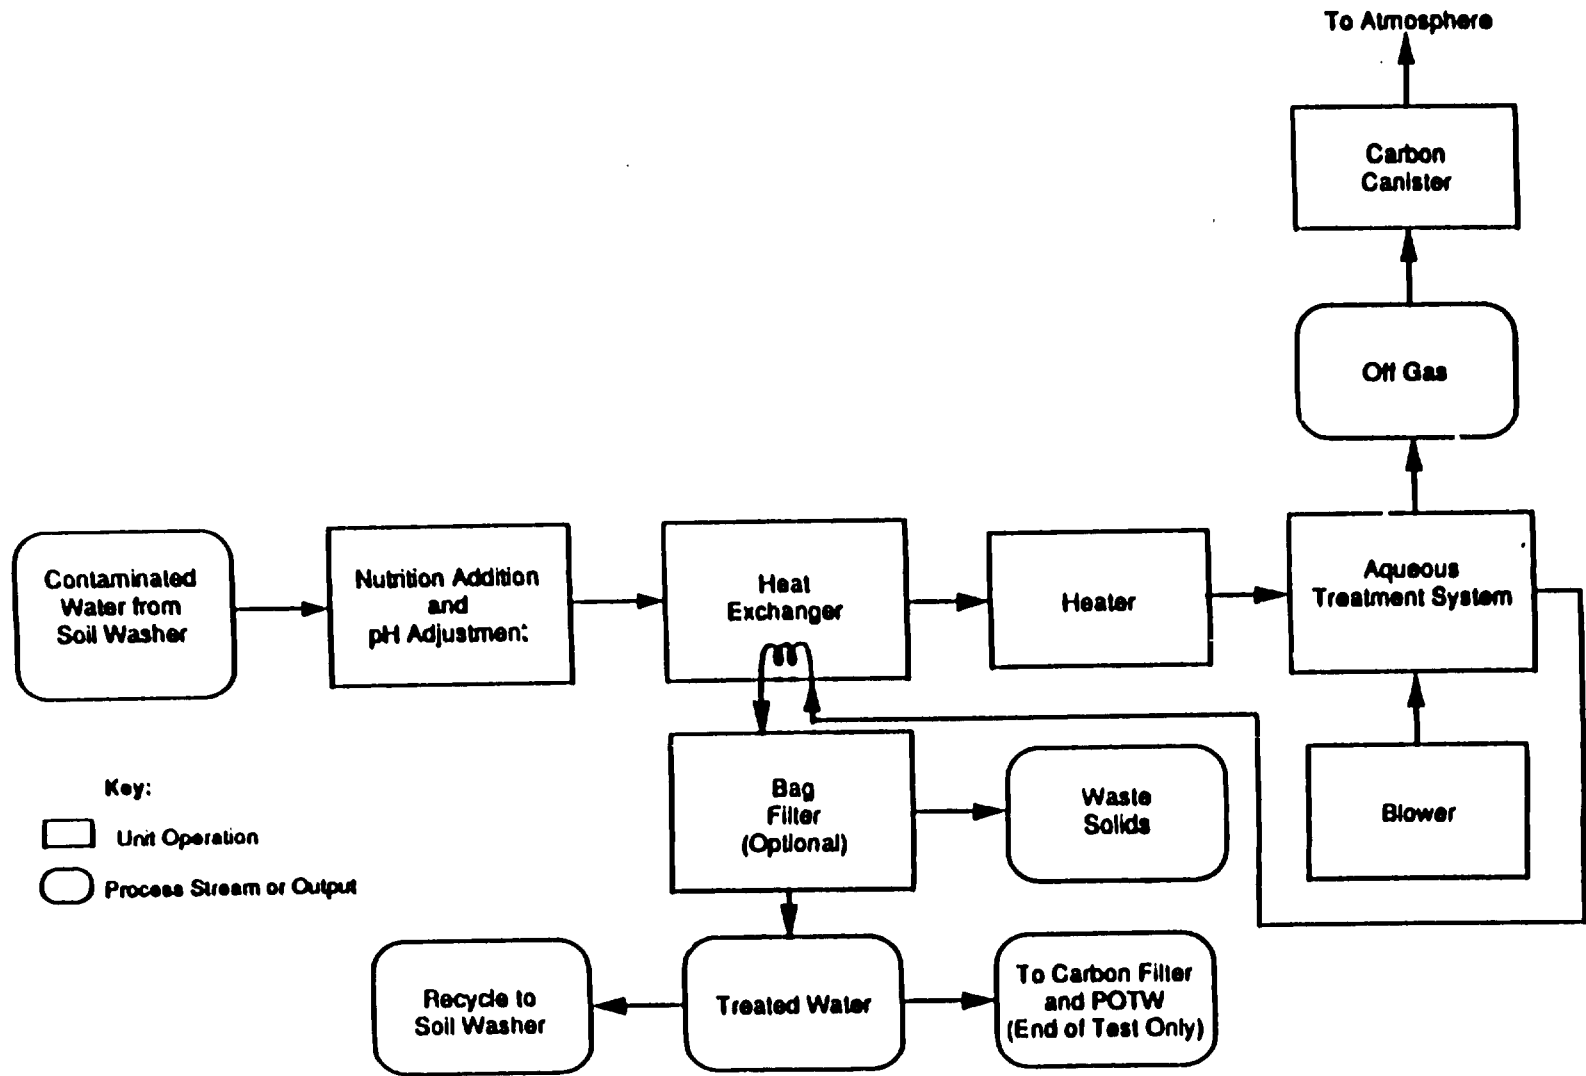 To Atmosphere
Carbon
Canister
Off Gas
Contaminated
Water from
Soil Washer
Nutrition Addition
and
pH Adjustment
Heat
Exchanger
Heater
Aqueous
Treatment System
Bag
Filter
(Optional)
Waste
Solids
Blower
Key:
Unit Operation
Process Stream or Output
Recycle to
Soil Washer
Treated Water
To Carbon Filter
and POTW
(End of Test Only)